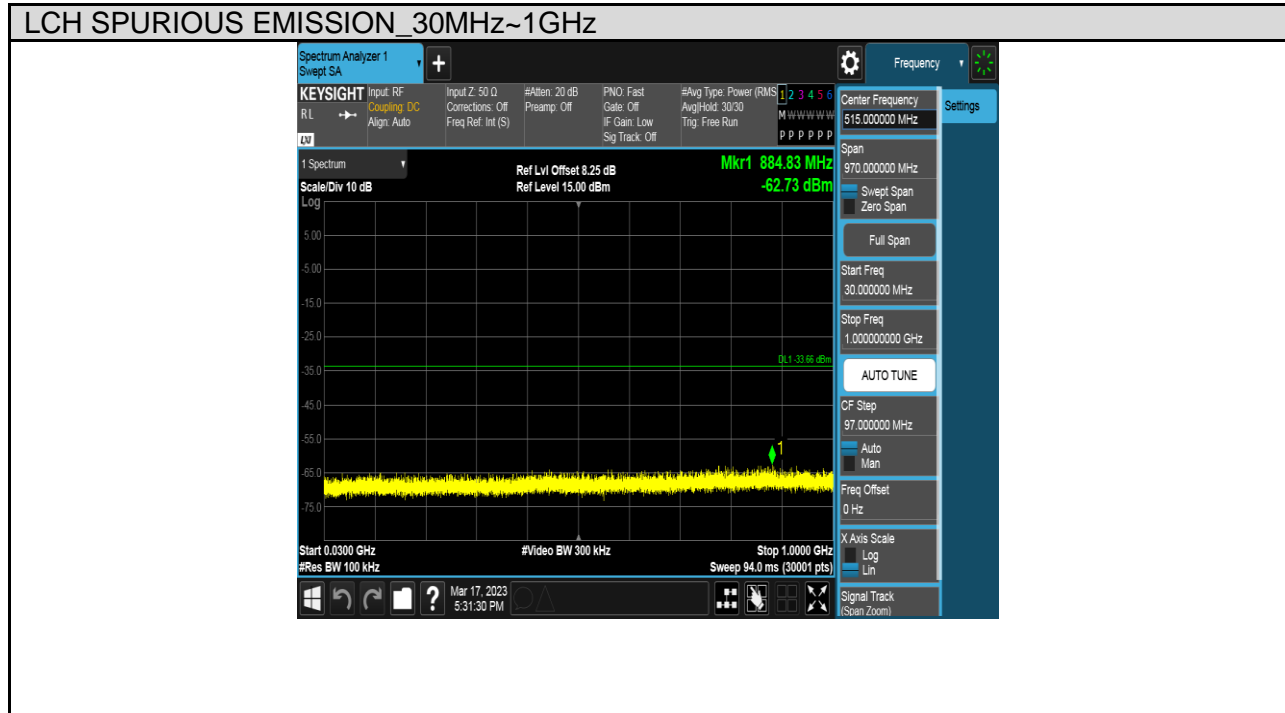 LCH SPURIOUS EMISSION_30MHz~1GHz
Spectrum Analyzer 1
Swept SA
+
Frequency
KEYSIGHT
RL
LXI
Input: RF
Coupling: DC
Align: Auto
Input Z: 50 Ω
Corrections: Off
Freq Ref: Int (S)
#Atten: 20 dB
Preamp: Off
PNO: Fast
Gate: Off
IF Gain: Low
Sig Track: Off
#Avg Type: Power (RMS
Avg|Hold: 30/30
Trig: Free Run
1 2 3 4 5 6
M W W W W W
P P P P P P
1 Spectrum
Scale/Div 10 dB
Log
Ref Lvl Offset 8.25 dB
Ref Level 15.00 dBm
Mkr1 884.83 MHz
-62.73 dBm
5.00
-5.00
-15.0
-25.0
DL1 -33.66 dBm
-35.0
-45.0
-55.0
1
-65.0
-75.0
Start 0.0300 GHz
#Res BW 100 kHz
#Video BW 300 kHz
Stop 1.0000 GHz
Sweep 94.0 ms (30001 pts)
?
Mar 17, 2023
5:31:30 PM
Center Frequency
515.000000 MHz
Settings
Span
970.000000 MHz
Swept Span
Zero Span
Full Span
Start Freq
30.000000 MHz
Stop Freq
1.000000000 GHz
AUTO TUNE
CF Step
97.000000 MHz
Auto
Man
Freq Offset
0 Hz
X Axis Scale
Log
Lin
Signal Track
(Span Zoom)